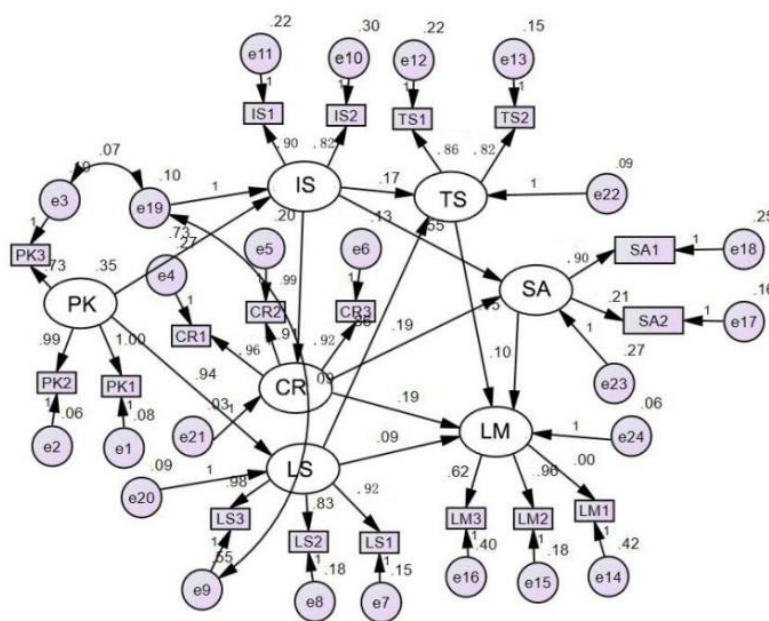 .22 .30 .22 .15
e11 e10 e12 e13
1 1 1 1
IS1 IS2 TS1 TS2
.90 .82 .86 .82
.07 .10 .09
e3 e19 1 IS .17 TS 1 e22
1 .20 .13 .55
PK3 .73 .27 e5 e6 .25
.73 .35 e4 .99 .90 SA1 1 e18
PK 1 CR2 CR3 SA .16
CR1 .92 .21 SA2 1 e17
.99 1.00 .96 .19 1 .27
PK2 PK1 .94 CR .10 e23
1 .06 1 .08 .03 .19 .06
e2 e1 e21 LM 1 e24
.09 1 LS .09 .00
e20 .98 .83 .92 .62 .96
LS3 LS2 LS1 LM3 LM2 LM1
1 .55 1 1 1 .40 1 .18 1 .42
e9 .18 .15 e16 e15 e14
e8 e7